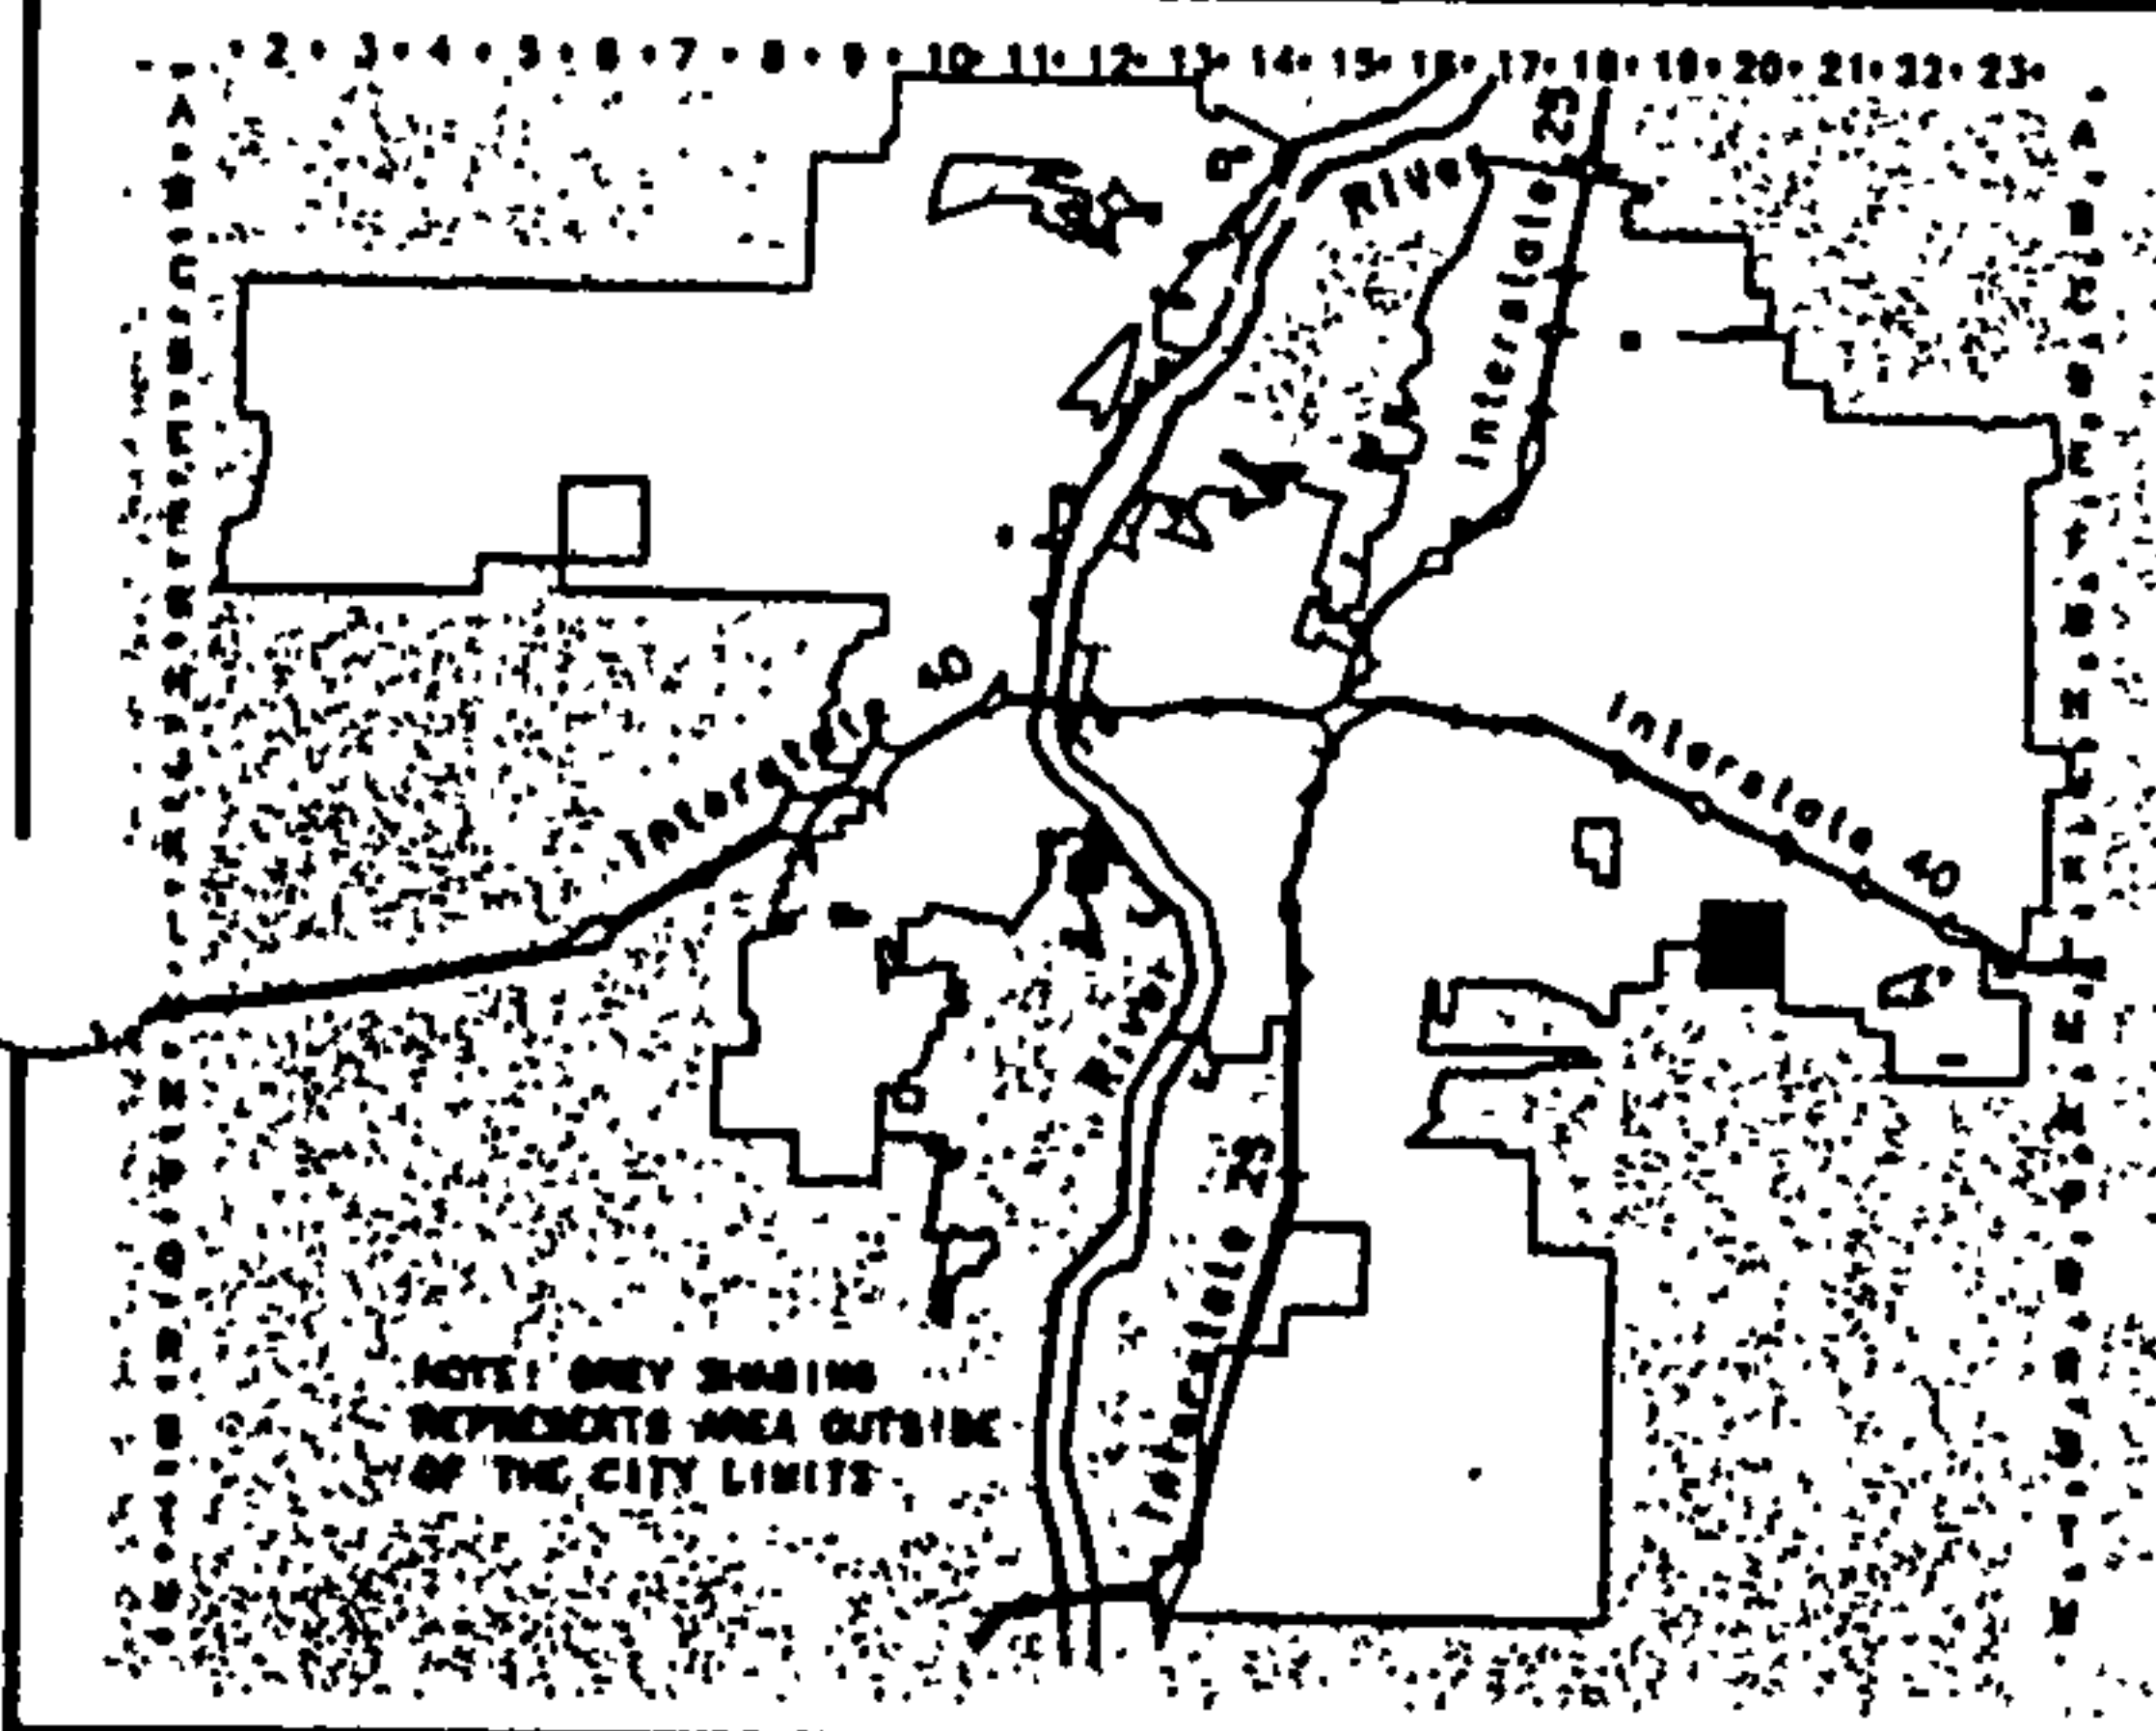 2 • 3 • 4 • 5 • 6 • 7 • 8 • 9 • 10 • 11 • 12 • 13 • 14 • 15 • 16 • 17 • 18 • 19 • 20 • 21 • 22 • 23 •
River
Interstate 25
40
Interstate
Interstate 40
River
Interstate 25
NOTE: GREY SHADING
REPRESENTS AREA OUTSIDE
OF THE CITY LIMITS